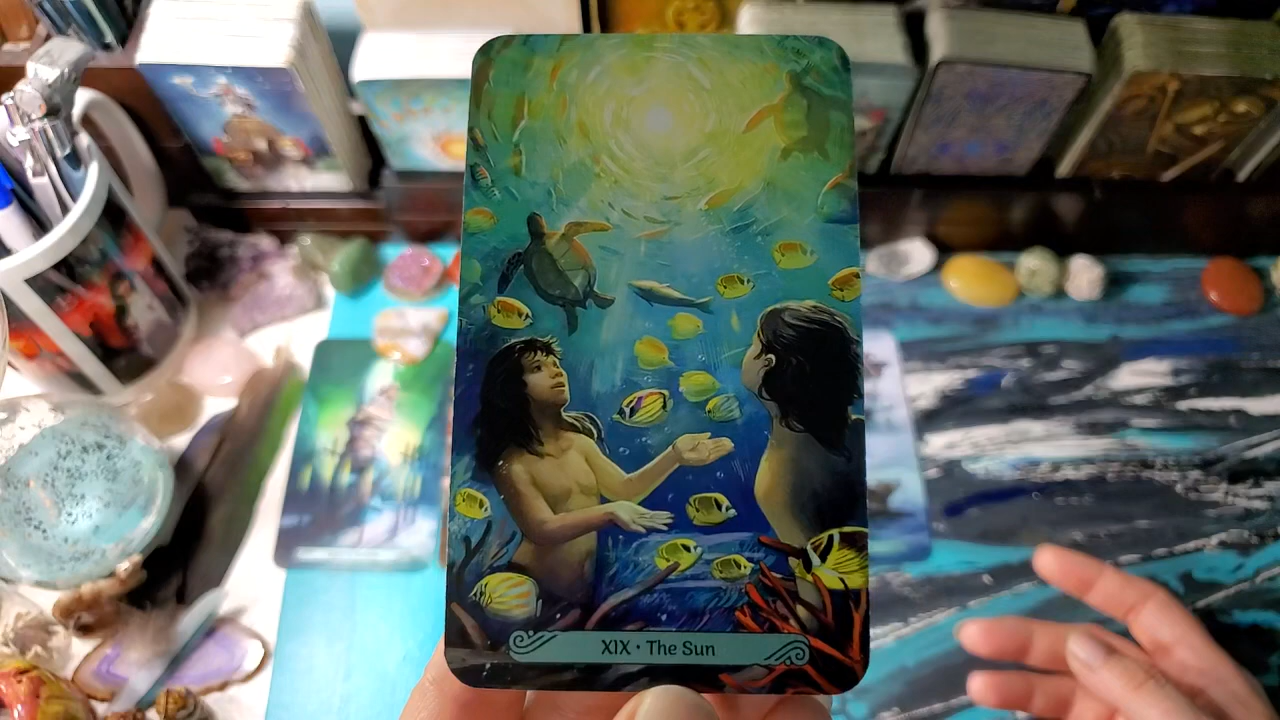 XIX • The Sun